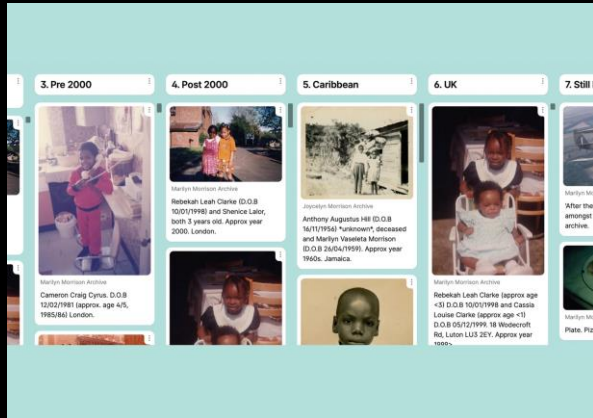 3. Pre 2000
Marilyn Morrison Archive
Cameron Craig Cyrus. D.O.B
12/02/1981 (approx. age 4/5,
1985/86) London.
4. Post 2000
Marilyn Morrison Archive
Rebekah Leah Clarke (D.O.B
10/01/1998) and Shenice Lalor,
both 3 years old. Approx year
2000. London.
5. Caribbean
Joycelyn Morrison Archive
Anthony Augustus Hill (D.O.B
16/11/1956) *unknown*, deceased
and Marilyn Vaseleta Morrison
(D.O.B 26/04/1959). Approx year
1960s. Jamaica.
6. UK
Marilyn Morrison Archive
Rebekah Leah Clarke (approx age
<3) D.O.B 10/01/1998 and Cassia
Louise Clarke (approx age <1)
D.O.B 05/12/1999. 18 Wodecroft
Rd, Luton LU3 2EY. Approx year
1999>
7. Still
Marilyn
'After the
amongst
archive.
Marilyn
Plate.